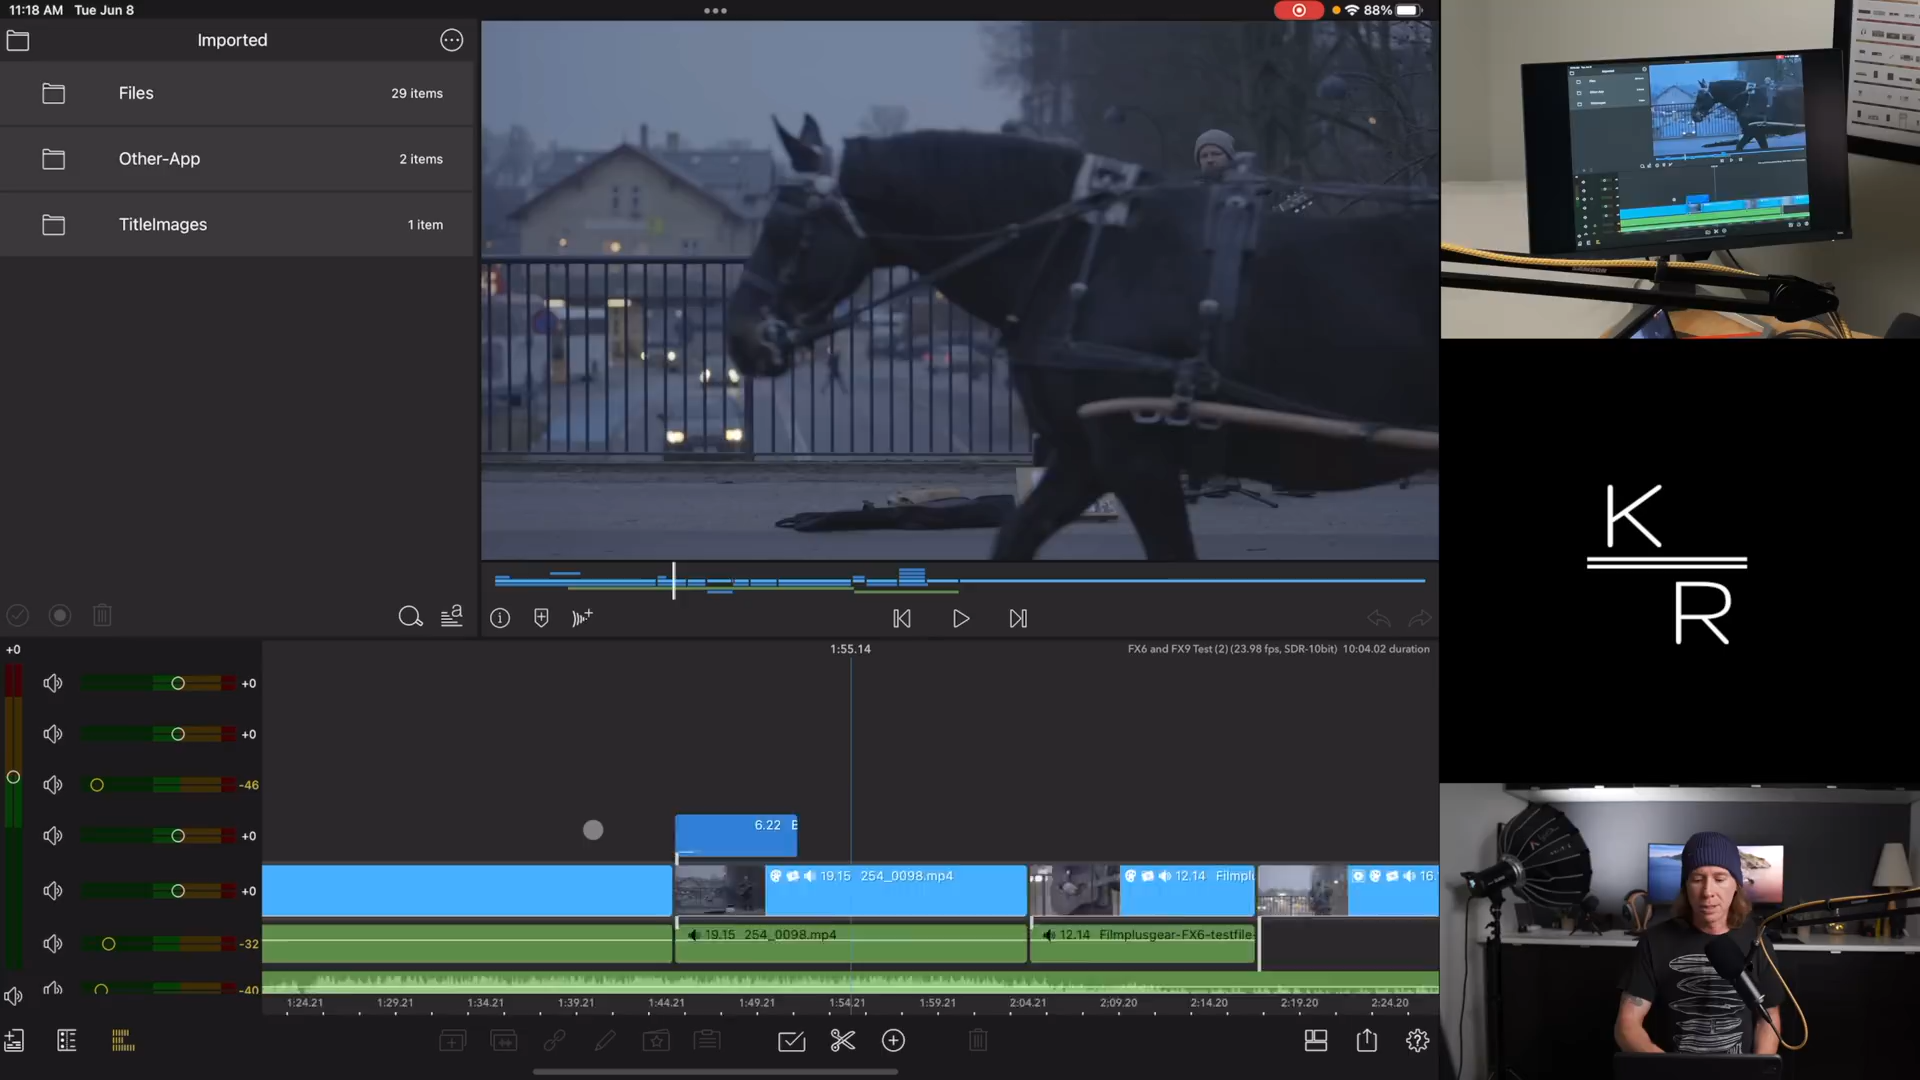 11:18 AM Tue Jun 8
88%
Imported
Files 29 items
Other-App 2 items
TitleImages 1 item
+0
+0
+0
-46
+0
+0
-32
-40
1:55.14
FX6 and FX9 Test (2) (23.98 fps, SDR-10bit) 10:04.02 duration
6.22 E
19.15 254_0098.mp4
12.14 Filmpl
16.
19.15 254_0098.mp4
12.14 Filmplusgear-FX6-testfile-
1:24.21 1:29.21 1:34.21 1:39.21 1:44.21 1:49.21 1:54.21 1:59.21 2:04.21 2:09.20 2:14.20 2:19.20 2:24.20
K
R